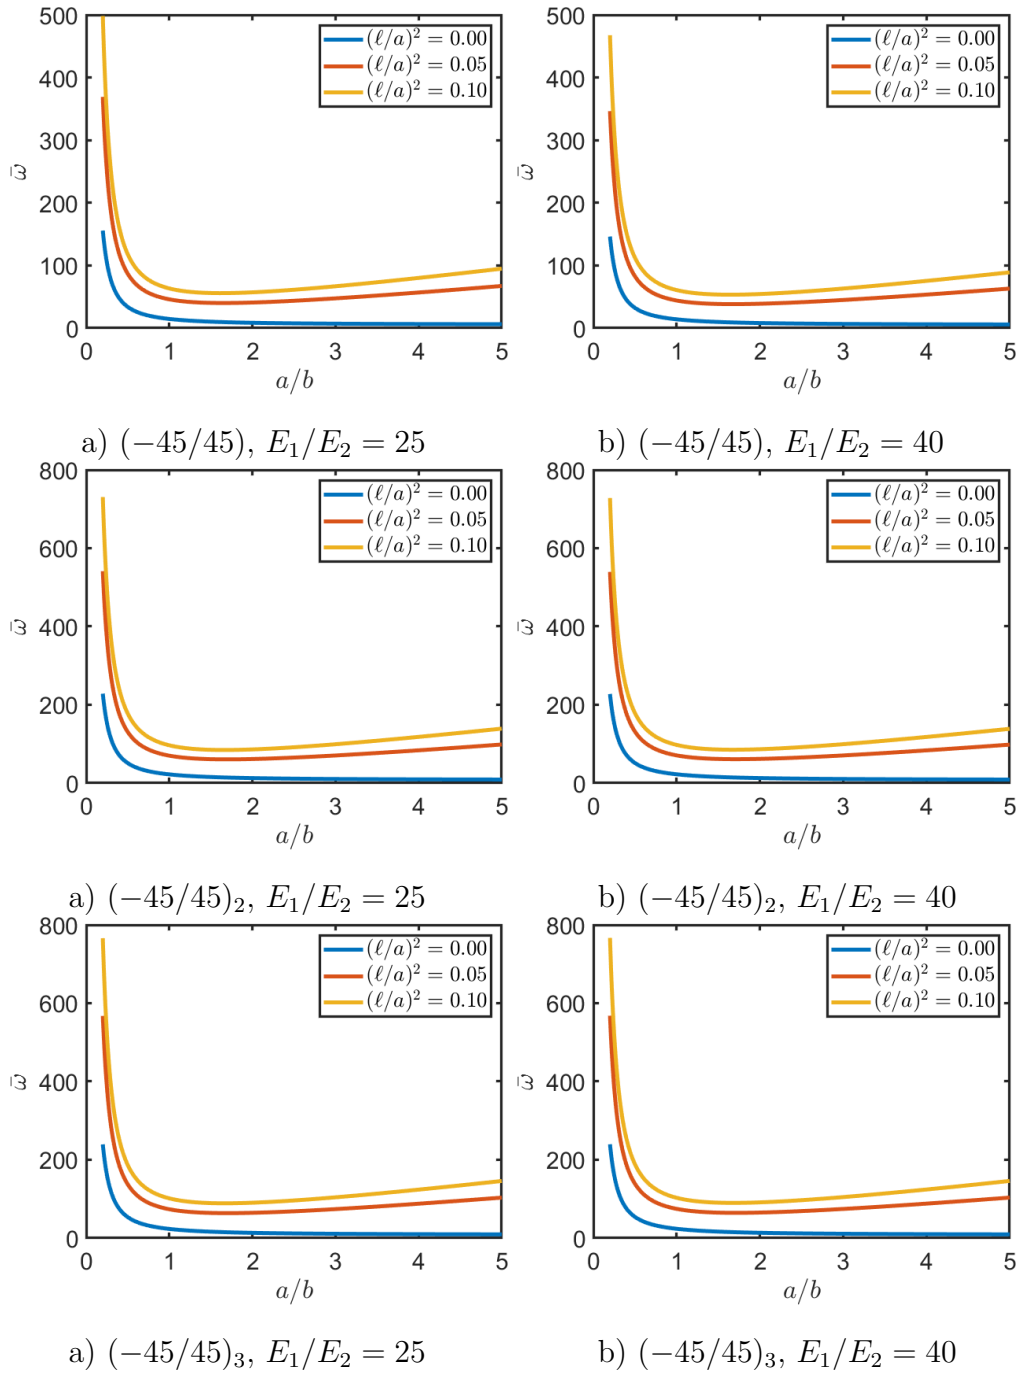 500
400
300
200
100
0
ω̄
(ℓ/a)² = 0.00
(ℓ/a)² = 0.05
(ℓ/a)² = 0.10
0 1 2 3 4 5
a/b
a) (−45/45), E₁/E₂ = 25
500
400
300
200
100
0
ω̄
(ℓ/a)² = 0.00
(ℓ/a)² = 0.05
(ℓ/a)² = 0.10
0 1 2 3 4 5
a/b
b) (−45/45), E₁/E₂ = 40
800
600
400
200
0
ω̄
(ℓ/a)² = 0.00
(ℓ/a)² = 0.05
(ℓ/a)² = 0.10
0 1 2 3 4 5
a/b
a) (−45/45)₂, E₁/E₂ = 25
800
600
400
200
0
ω̄
(ℓ/a)² = 0.00
(ℓ/a)² = 0.05
(ℓ/a)² = 0.10
0 1 2 3 4 5
a/b
b) (−45/45)₂, E₁/E₂ = 40
800
600
400
200
0
ω̄
(ℓ/a)² = 0.00
(ℓ/a)² = 0.05
(ℓ/a)² = 0.10
0 1 2 3 4 5
a/b
a) (−45/45)₃, E₁/E₂ = 25
800
600
400
200
0
ω̄
(ℓ/a)² = 0.00
(ℓ/a)² = 0.05
(ℓ/a)² = 0.10
0 1 2 3 4 5
a/b
b) (−45/45)₃, E₁/E₂ = 40